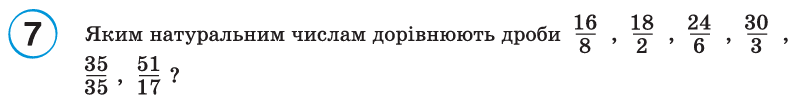 7 Яким натуральним числам дорівнюють дроби 16/8 , 18/2 , 24/6 , 30/3 ,
35/35 , 51/17 ?